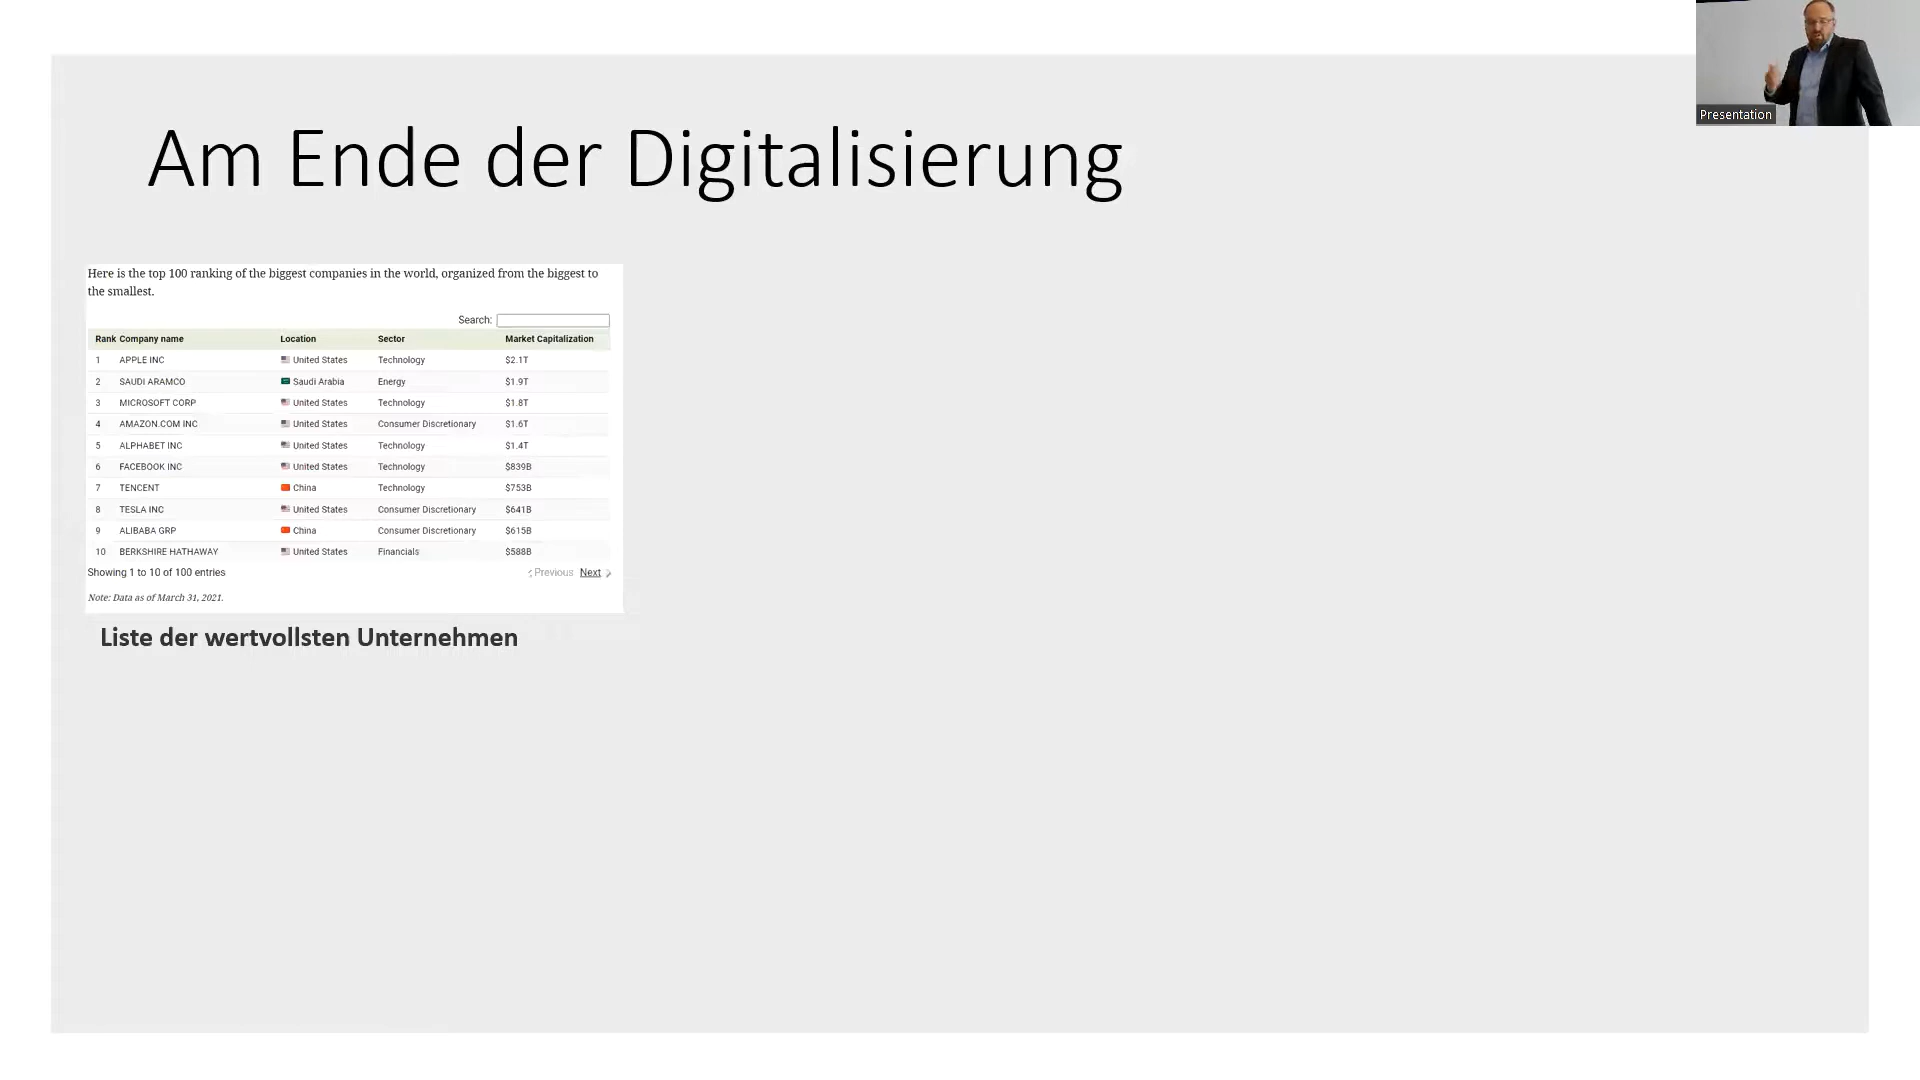 Presentation
Am Ende der Digitalisierung
Here is the top 100 ranking of the biggest companies in the world, organized from the biggest to
the smallest.
Search:
Rank Company name Location Sector Market Capitalization
1 APPLE INC United States Technology $2.1T
2 SAUDI ARAMCO Saudi Arabia Energy $1.9T
3 MICROSOFT CORP United States Technology $1.8T
4 AMAZON.COM INC United States Consumer Discretionary $1.6T
5 ALPHABET INC United States Technology $1.4T
6 FACEBOOK INC United States Technology $839B
7 TENCENT China Technology $753B
8 TESLA INC United States Consumer Discretionary $641B
9 ALIBABA GRP China Consumer Discretionary $615B
10 BERKSHIRE HATHAWAY United States Financials $588B
Showing 1 to 10 of 100 entries Previous Next
Note: Data as of March 31, 2021.
Liste der wertvollsten Unternehmen